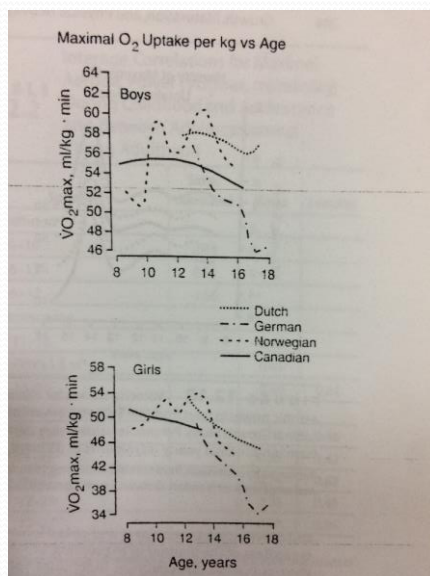 Maximal O₂ Uptake per kg vs Age
64
62
60
58
56
54
52
50
48
46
Boys
V̇O₂max, ml/kg · min
8 10 12 14 16 18
Dutch
German
Norwegian
Canadian
58
54
50
46
42
38
34
Girls
V̇O₂max, ml/kg · min
8 10 12 14 16 18
Age, years